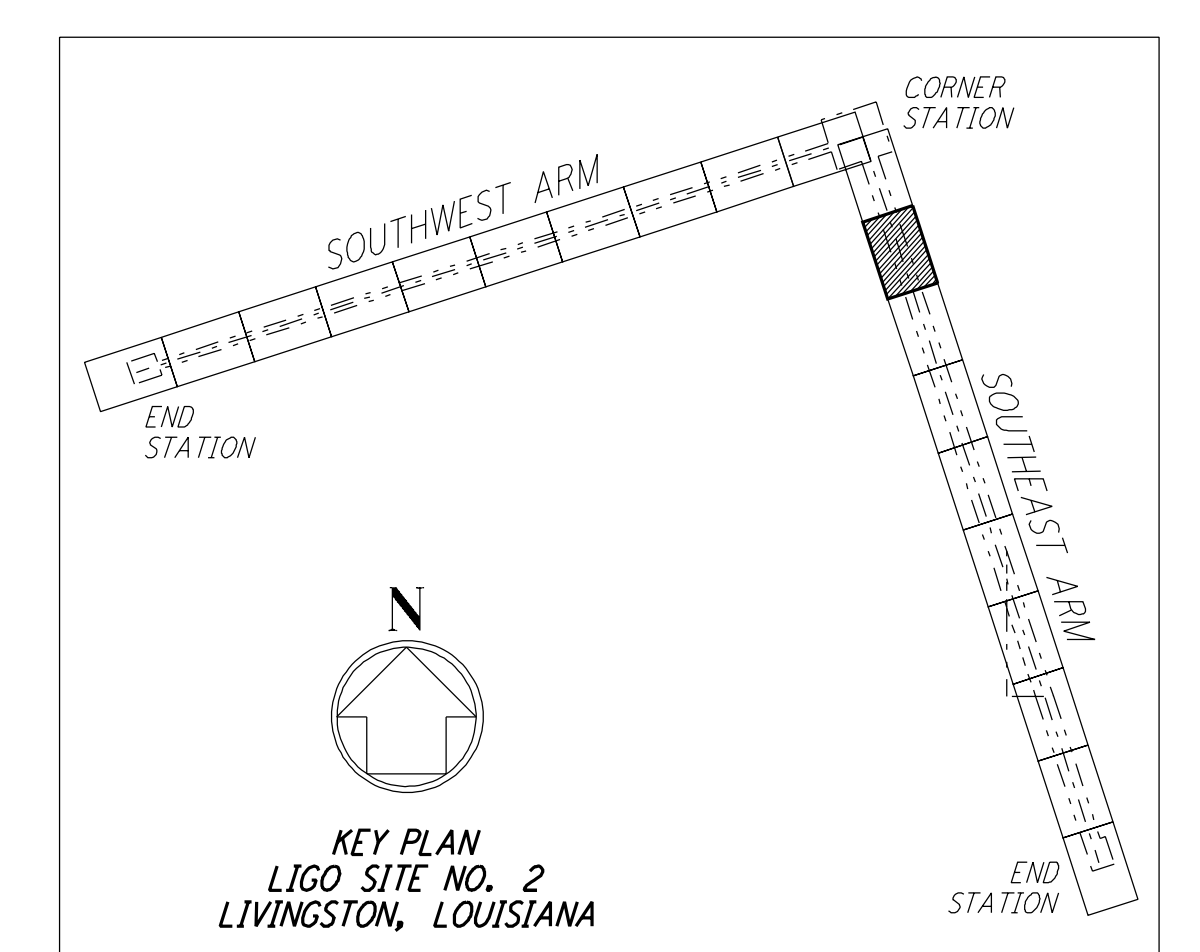 CORNER
STATION
SOUTHWEST ARM
END
STATION
SOUTHEAST ARM
N
KEY PLAN
LIGO SITE NO. 2
LIVINGSTON, LOUISIANA
END
STATION